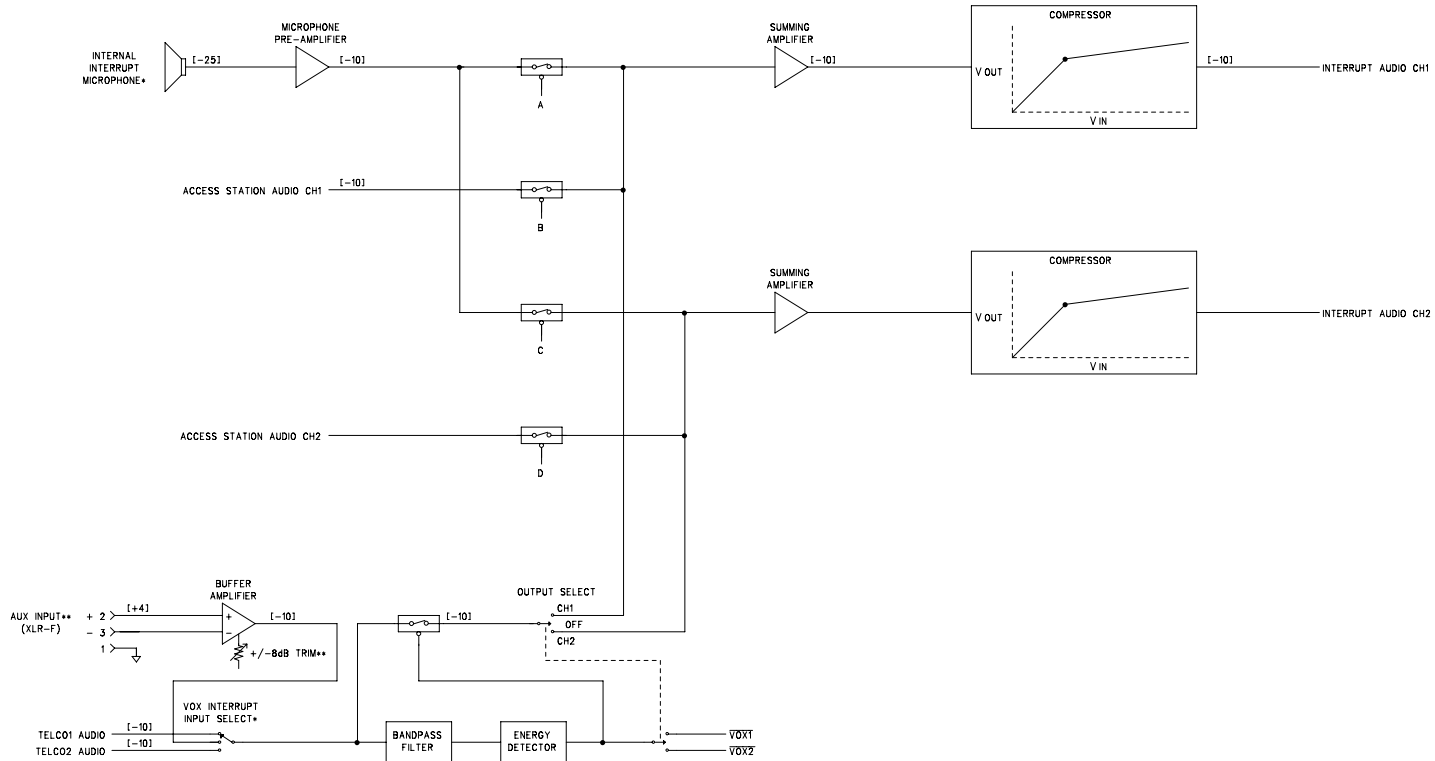 COMPRESSOR
MICROPHONE
PRE-AMPLIFIER
SUMMING
AMPLIFIER
INTERNAL
INTERRUPT
MICROPHONE*
[-25]
[-10]
[-10]
[-10]
INTERRUPT AUDIO CH1
V OUT
V IN
A
ACCESS STATION AUDIO CH1
[-10]
B
COMPRESSOR
SUMMING
AMPLIFIER
V OUT
INTERRUPT AUDIO CH2
V IN
C
ACCESS STATION AUDIO CH2
D
BUFFER
AMPLIFIER
OUTPUT SELECT
AUX INPUT**
(XLR-F)
+ 2
[+4]
- 3
1
+
-
[-10]
+/-8dB TRIM**
[-10]
CH1
OFF
CH2
VOX INTERRUPT
INPUT SELECT*
TELCO1 AUDIO
[-10]
TELCO2 AUDIO
[-10]
BANDPASS
FILTER
ENERGY
DETECTOR
VOX1
VOX2